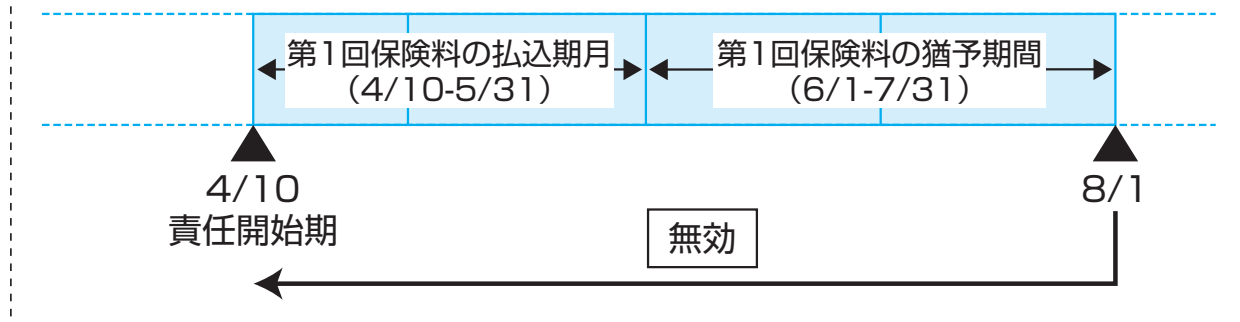 第1回保険料の払込期月
（4/10-5/31）
第1回保険料の猶予期間
（6/1-7/31）
4/10
責任開始期
8/1
無効